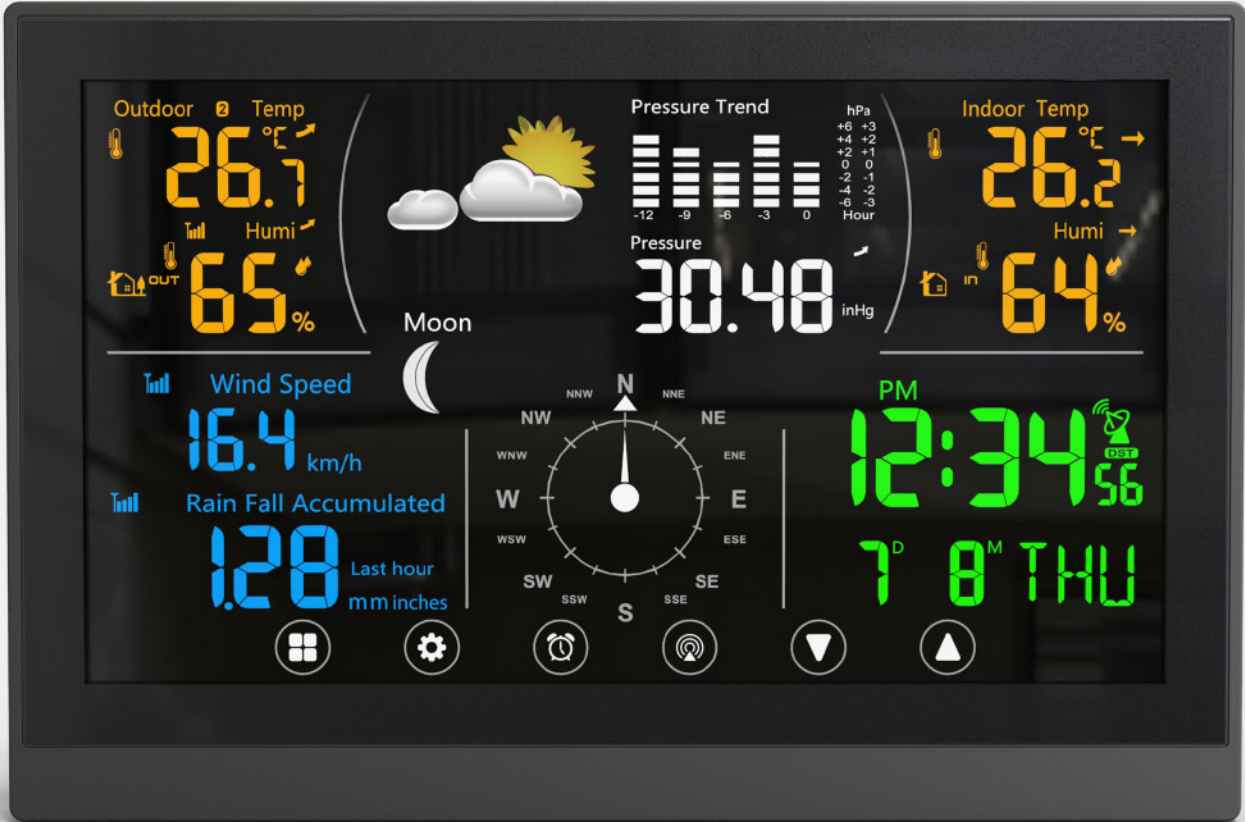 Outdoor 2 Temp
26.7 °C
Humi
OUT
65 %
Pressure Trend
hPa
+6 +3
+4 +2
+2 +1
0 0
-2 -1
-4 -2
-6 -3
-12 -9 -6 -3 0 Hour
Pressure
30.48 inHg
Indoor Temp
26.2 °C
Humi
IN
64 %
Moon
Wind Speed
16.4 km/h
Rain Fall Accumulated
1.28 Last hour
mm inches
N
NNW NNE
NW NE
WNW ENE
W E
WSW ESE
SW SE
SSW SSE
S
PM
12:34 56
DST
7 D 8 M THU